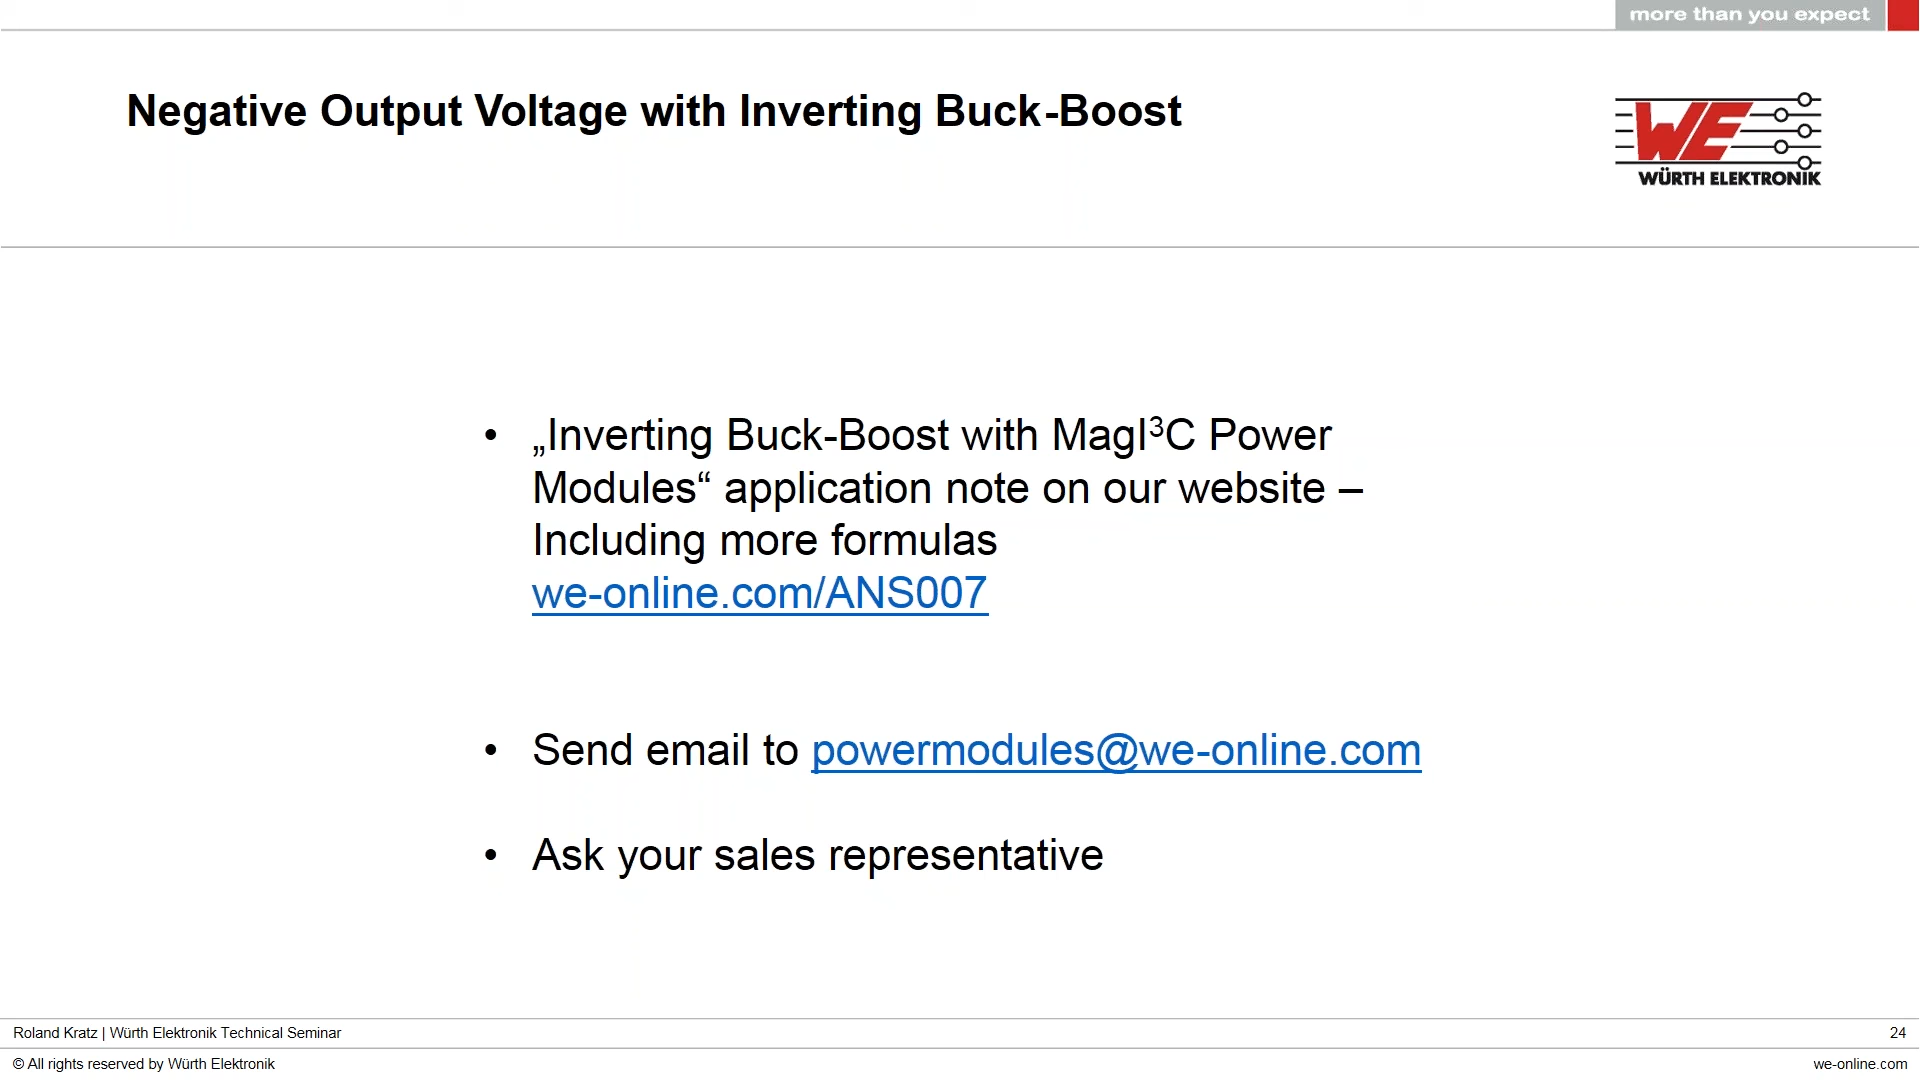 more than you expect
Negative Output Voltage with Inverting Buck-Boost
WE
WÜRTH ELEKTRONIK
• „Inverting Buck-Boost with MagI³C Power
Modules“ application note on our website –
Including more formulas
we-online.com/ANS007
• Send email to powermodules@we-online.com
• Ask your sales representative
Roland Kratz | Würth Elektronik Technical Seminar
24
© All rights reserved by Würth Elektronik
we-online.com